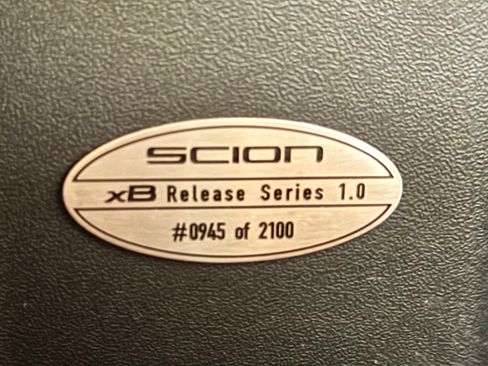 SCION
xB Release Series 1.0
#0945 of 2100